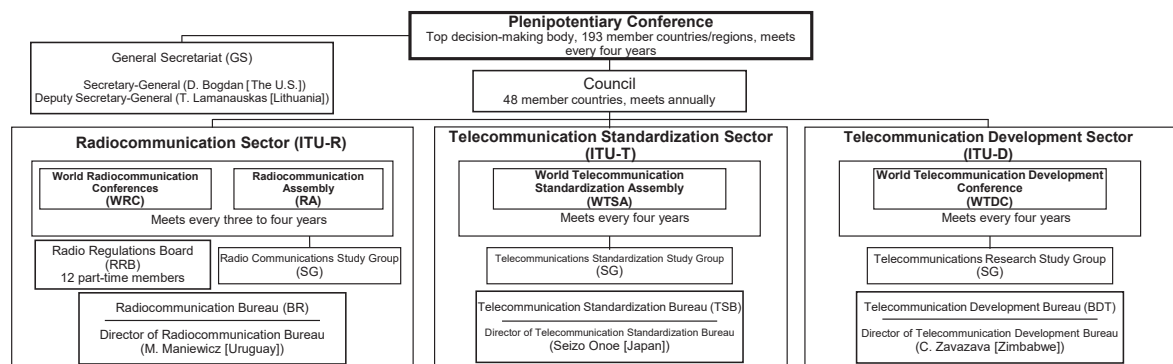 Plenipotentiary Conference
Top decision-making body, 193 member countries/regions, meets
every four years
General Secretariat (GS)
Secretary-General (D. Bogdan [The U.S.])
Deputy Secretary-General (T. Lamanauskas [Lithuania])
Council
48 member countries, meets annually
Radiocommunication Sector (ITU-R)
World Radiocommunication
Conferences
(WRC)
Radiocommunication
Assembly
(RA)
Meets every three to four years
Radio Regulations Board
(RRB)
12 part-time members
Radio Communications Study Group
(SG)
Radiocommunication Bureau (BR)
Director of Radiocommunication Bureau
(M. Maniewicz [Uruguay])
Telecommunication Standardization Sector
(ITU-T)
World Telecommunication
Standardization Assembly
(WTSA)
Meets every four years
Telecommunications Standardization Study Group
(SG)
Telecommunication Standardization Bureau (TSB)
Director of Telecommunication Standardization Bureau
(Seizo Onoe [Japan])
Telecommunication Development Sector
(ITU-D)
World Telecommunication Development
Conference
(WTDC)
Meets every four years
Telecommunications Research Study Group
(SG)
Telecommunication Development Bureau (BDT)
Director of Telecommunication Development Bureau
(C. Zavazava [Zimbabwe])